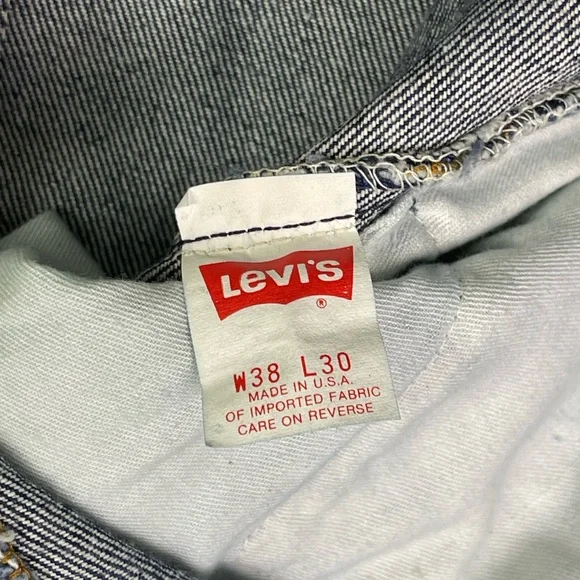 Levi's
®
W38 L30
MADE IN U.S.A.
OF IMPORTED FABRIC
CARE ON REVERSE